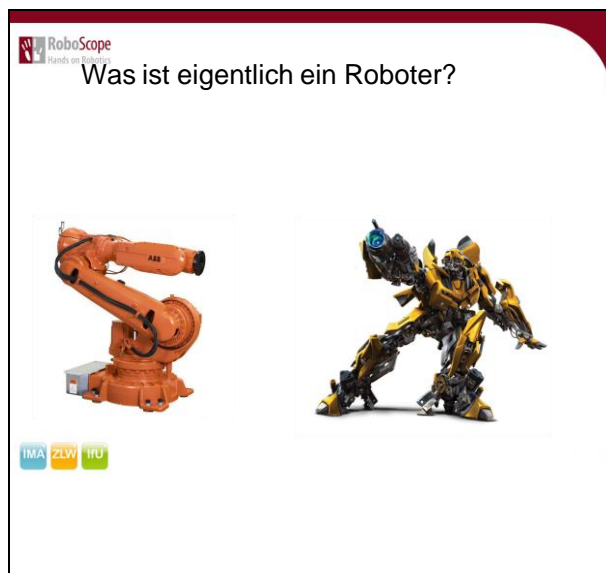 RoboScope
Hands on Robotics
Was ist eigentlich ein Roboter?
ABB
IMA ZLW IfU